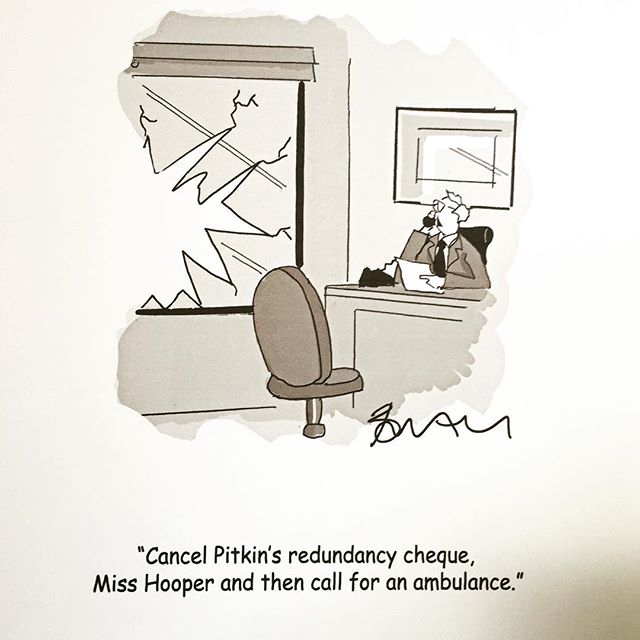 "Cancel Pitkin's redundancy cheque,
Miss Hooper and then call for an ambulance."